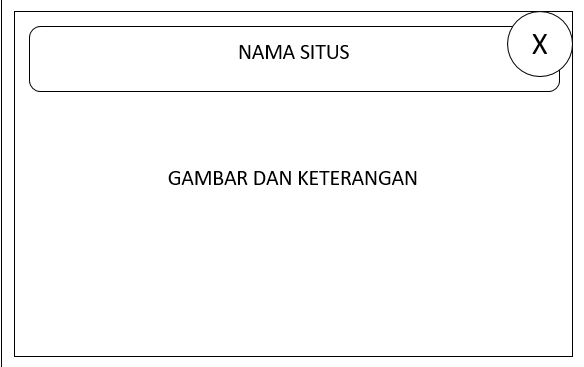 NAMA SITUS
X
GAMBAR DAN KETERANGAN